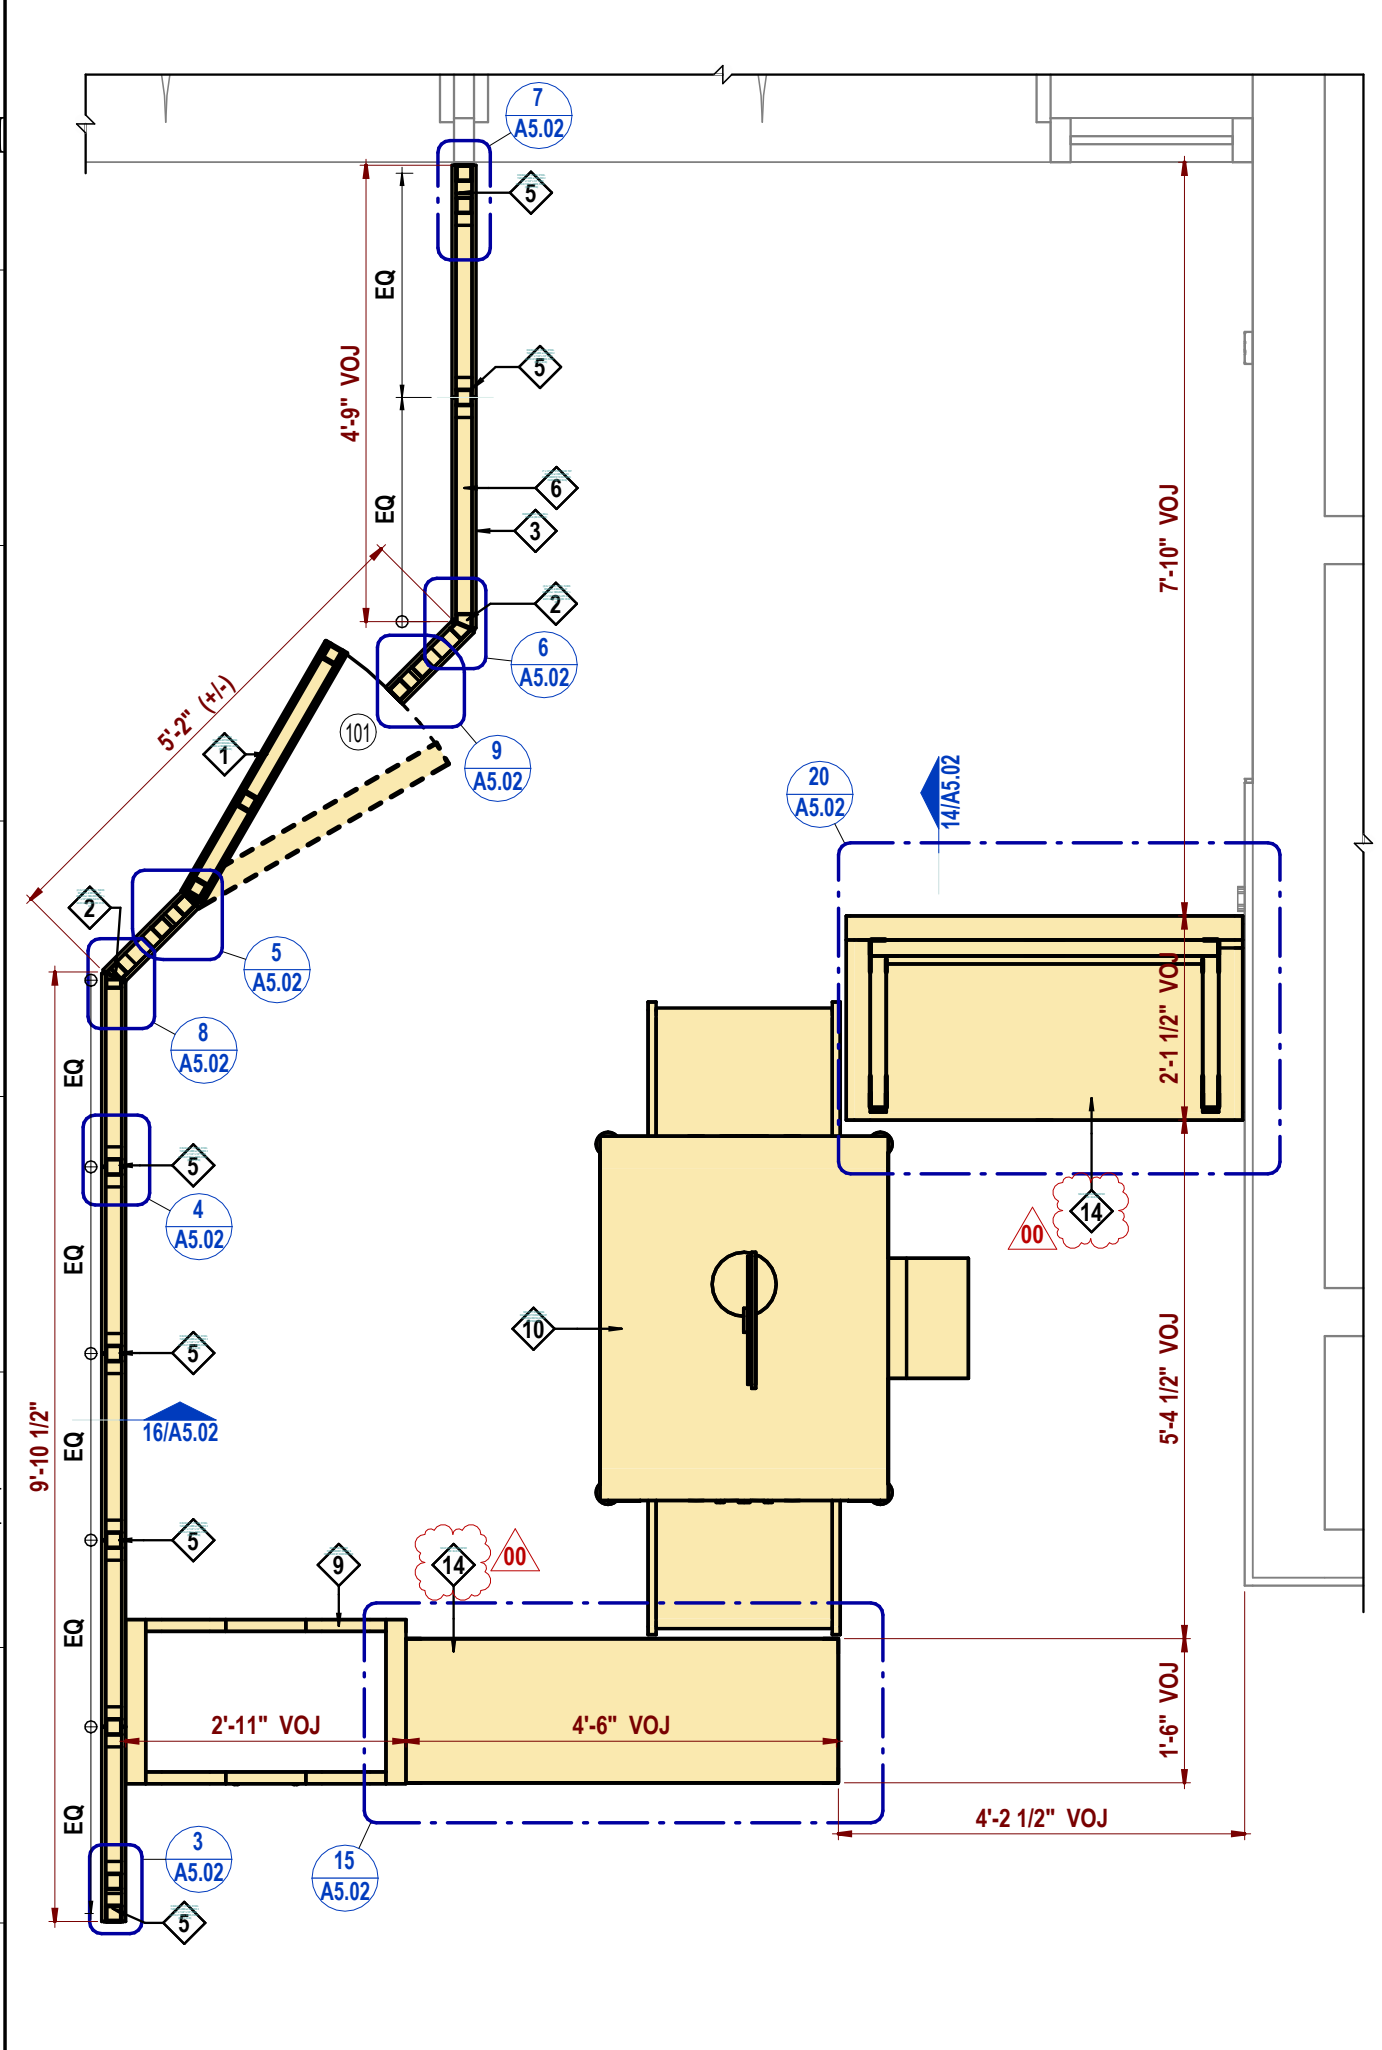 7
A5.02
5
EQ
4'-9" VOJ
5
EQ
6
3
7'-10" VOJ
2
6
A5.02
5'-2" (+/-)
101
1
9
A5.02
20
A5.02
14/A5.02
2
5
A5.02
2'-1 1/2" VOJ
8
A5.02
EQ
5
4
A5.02
14
00
EQ
10
5
5'-4 1/2" VOJ
16/A5.02
9'-10 1/2"
EQ
5
9
14
00
EQ
2'-11" VOJ
4'-6" VOJ
1'-6" VOJ
EQ
4'-2 1/2" VOJ
3
A5.02
15
A5.02
5